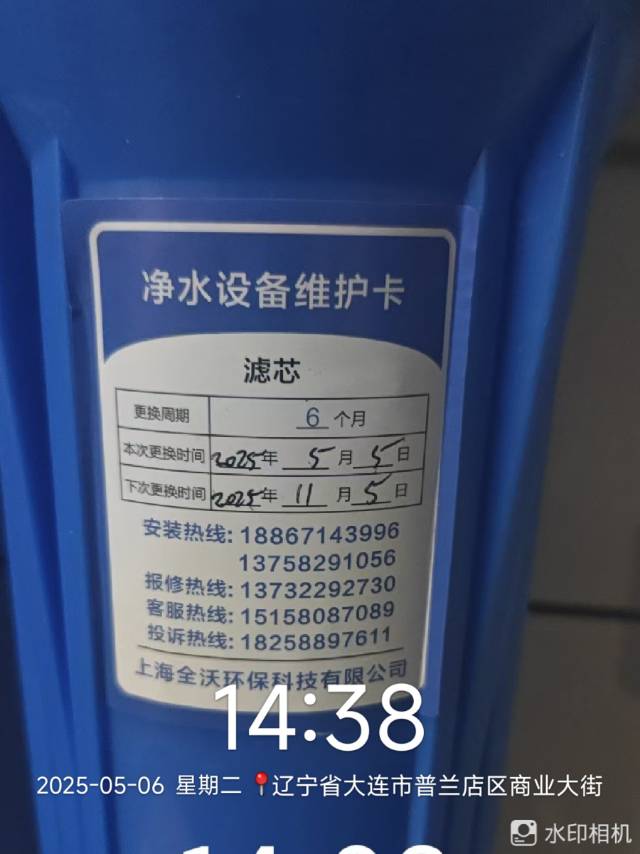 净水设备维护卡
滤芯
更换周期 6 个月
本次更换时间 2025年 5 月 5 日
下次更换时间 2025年 11 月 5 日
安装热线: 18867143996
13758291056
报修热线: 13732292730
客服热线: 15158087089
投诉热线: 18258897611
上海全沃环保科技有限公司
14:38
2025-05-06 星期二 辽宁省大连市普兰店区商业大街
水印相机